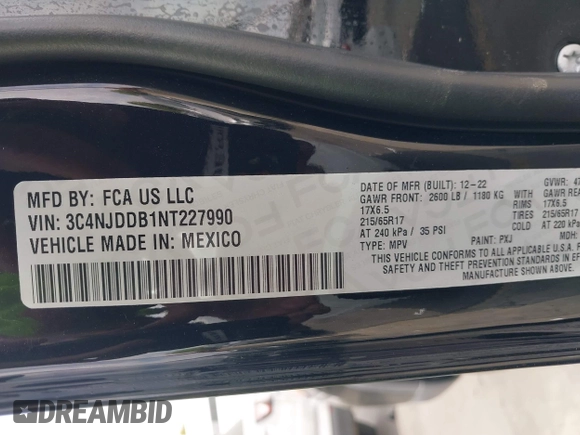 MFD BY: FCA US LLC
VIN: 3C4NJDDB1NT227990
VEHICLE MADE IN: MEXICO
DATE OF MFR (BUILT): 12-22
GVWR: 47
GAWR FRONT: 2600 LB / 1180 KG
GAWR REA
17X6.5
RIMS 17X6.5
215/65R17
TIRES 215/65R17
AT 240 kPa / 35 PSI
COLD AT 220 kP
TYPE: MPV
PAINT: PXJ
MDH:
THIS VEHICLE CONFORMS TO ALL APPLICABLE U.S.A.
SAFETY AND THEFT PREVENTION STANDARDS IN EF
MANUFACTURE SHOWN ABOVE.
DREAMBID